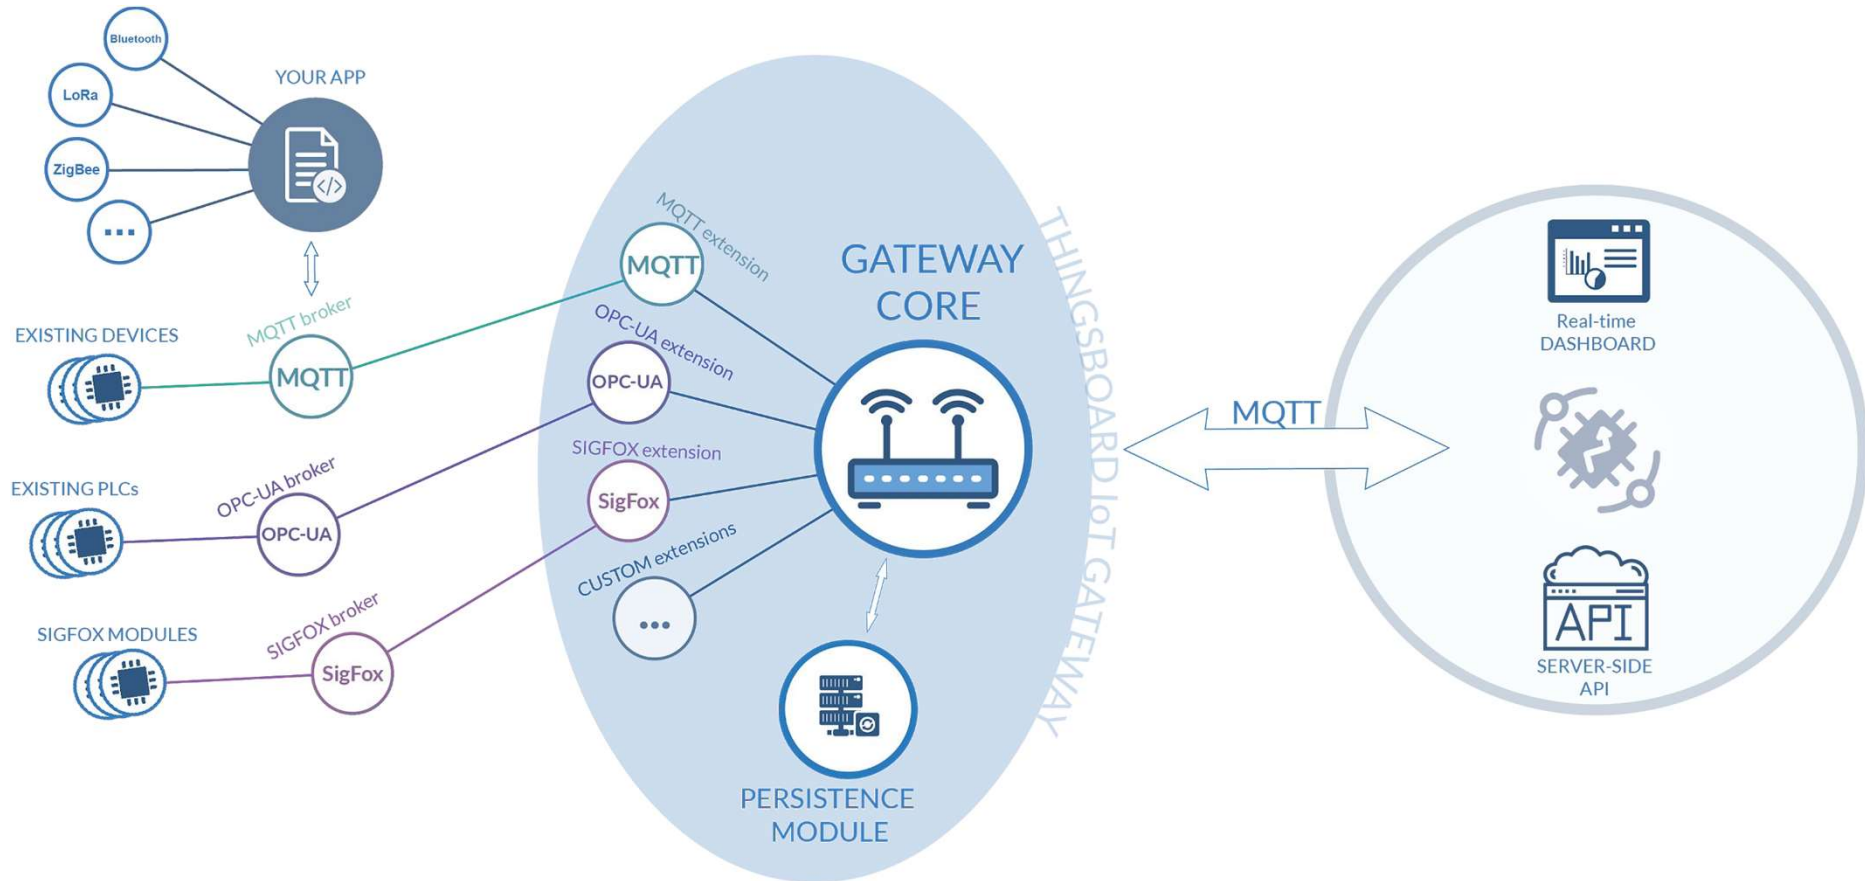 Bluetooth
LoRa
ZigBee
...
YOUR APP
</>
EXISTING DEVICES
MQTT broker
MQTT
EXISTING PLCs
OPC-UA broker
OPC-UA
SIGFOX MODULES
SIGFOX broker
SigFox
MQTT extension
MQTT
OPC-UA extension
OPC-UA
SIGFOX extension
SigFox
CUSTOM extensions
...
GATEWAY
CORE
PERSISTENCE
MODULE
THINGSBOARD IoT GATEWAY
MQTT
Real-time
DASHBOARD
API
SERVER-SIDE
API